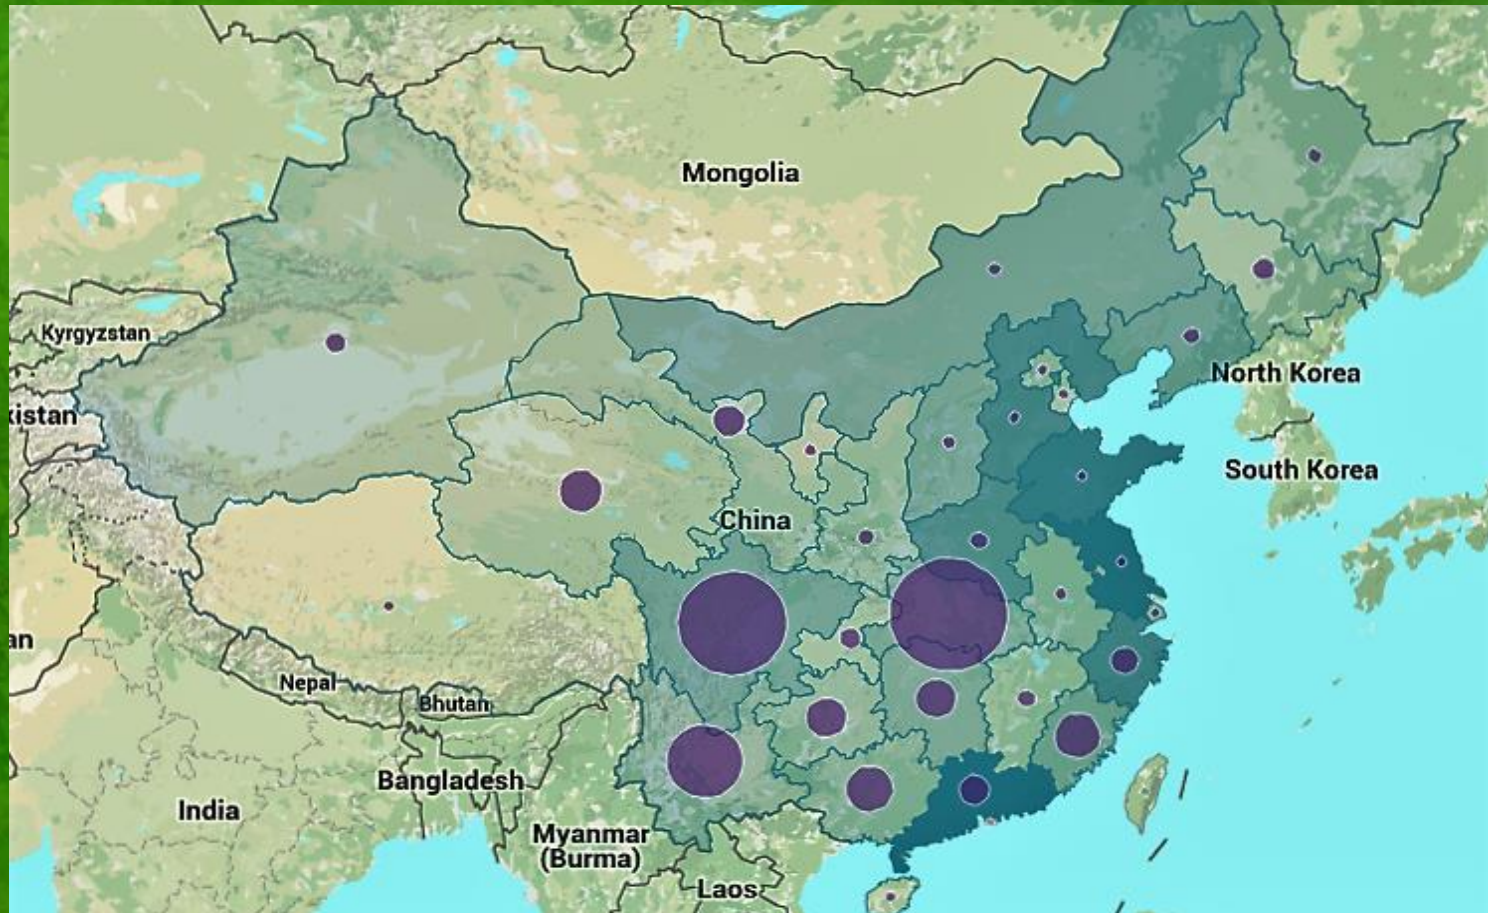 Mongolia
Kyrgyzstan
North Korea
kistan
South Korea
China
an
Nepal
Bhutan
Bangladesh
India
Myanmar
(Burma)
Laos